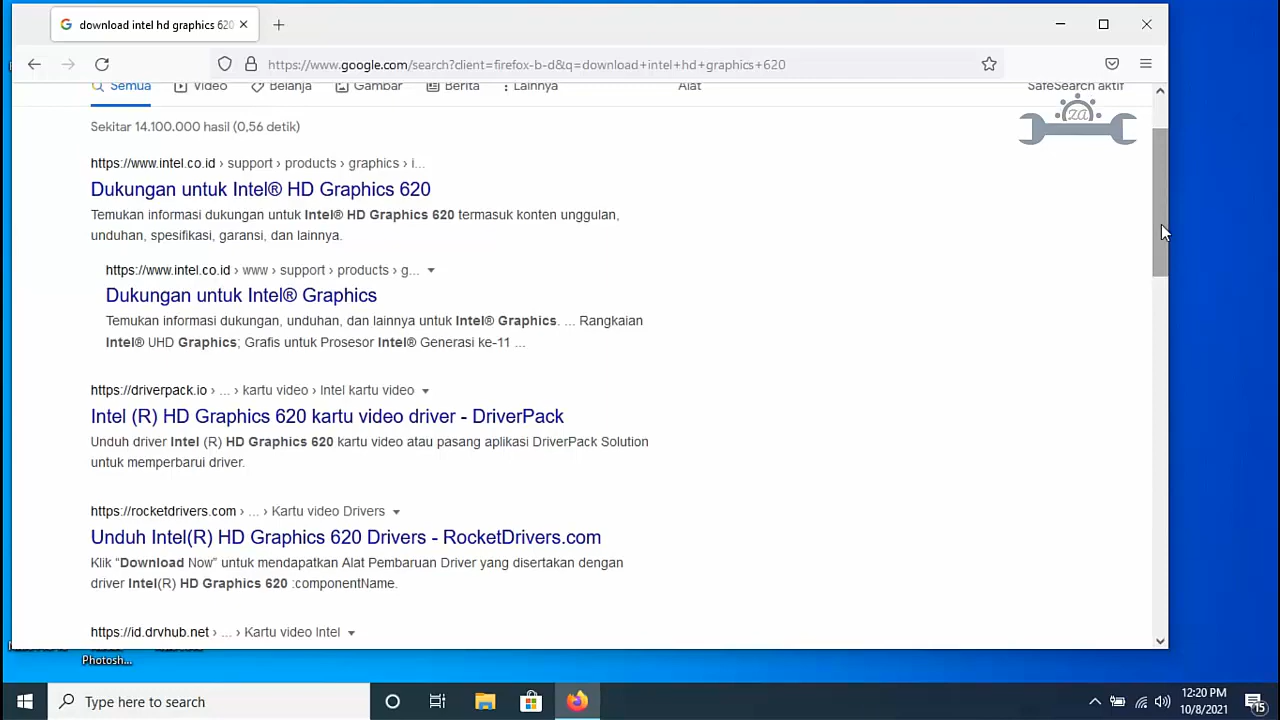 download intel hd graphics 620
https://www.google.com/search?client=firefox-b-d&q=download+intel+hd+graphics+620
Semua Video Belanja Gambar Berita Lainnya Alat SafeSearch aktif
za
Sekitar 14.100.000 hasil (0,56 detik)
https://www.intel.co.id › support › products › graphics › i...
Dukungan untuk Intel® HD Graphics 620
Temukan informasi dukungan untuk Intel® HD Graphics 620 termasuk konten unggulan,
unduhan, spesifikasi, garansi, dan lainnya.
https://www.intel.co.id › www › support › products › g...
Dukungan untuk Intel® Graphics
Temukan informasi dukungan, unduhan, dan lainnya untuk Intel® Graphics. ... Rangkaian
Intel® UHD Graphics; Grafis untuk Prosesor Intel® Generasi ke-11 ...
https://driverpack.io › ... › kartu video › Intel kartu video
Intel (R) HD Graphics 620 kartu video driver - DriverPack
Unduh driver Intel (R) HD Graphics 620 kartu video atau pasang aplikasi DriverPack Solution
untuk memperbarui driver.
https://rocketdrivers.com › ... › Kartu video Drivers
Unduh Intel(R) HD Graphics 620 Drivers - RocketDrivers.com
Klik “Download Now” untuk mendapatkan Alat Pembaruan Driver yang disertakan dengan
driver Intel(R) HD Graphics 620 :componentName.
https://id.drvhub.net › ... › Kartu video Intel
Photosh...
Type here to search
12:20 PM
10/8/2021
15